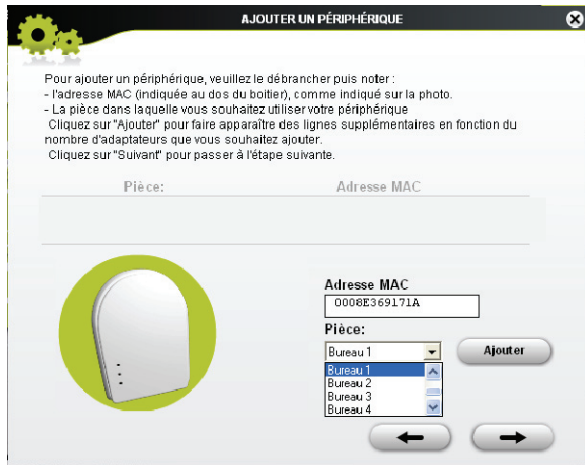 AJOUTER UN PÉRIPHÉRIQUE
Pour ajouter un périphérique, veuillez le débrancher puis noter :
- l'adresse MAC (indiquée au dos du boitier), comme indiqué sur la photo.
- La pièce dans laquelle vous souhaitez utiliser votre périphérique
Cliquez sur "Ajouter" pour faire apparaître des lignes supplémentaires en fonction du
nombre d'adaptateurs que vous souhaitez ajouter.
Cliquez sur "Suivant" pour passer à l'étape suivante.
Pièce: Adresse MAC
Adresse MAC
0008E369171A
Pièce:
Bureau 1
Ajouter
Bureau 1
Bureau 2
Bureau 3
Bureau 4